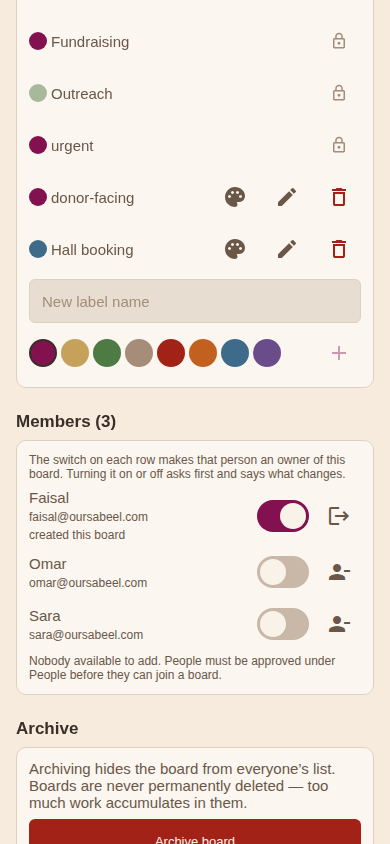 Fundraising
Outreach
urgent
donor-facing
Hall booking
New label name
Members (3)
The switch on each row makes that person an owner of this
board. Turning it on or off asks first and says what changes.
Faisal
faisal@oursabeel.com
created this board
Omar
omar@oursabeel.com
Sara
sara@oursabeel.com
Nobody available to add. People must be approved under
People before they can join a board.
Archive
Archiving hides the board from everyone’s list.
Boards are never permanently deleted — too
much work accumulates in them.
Archive board